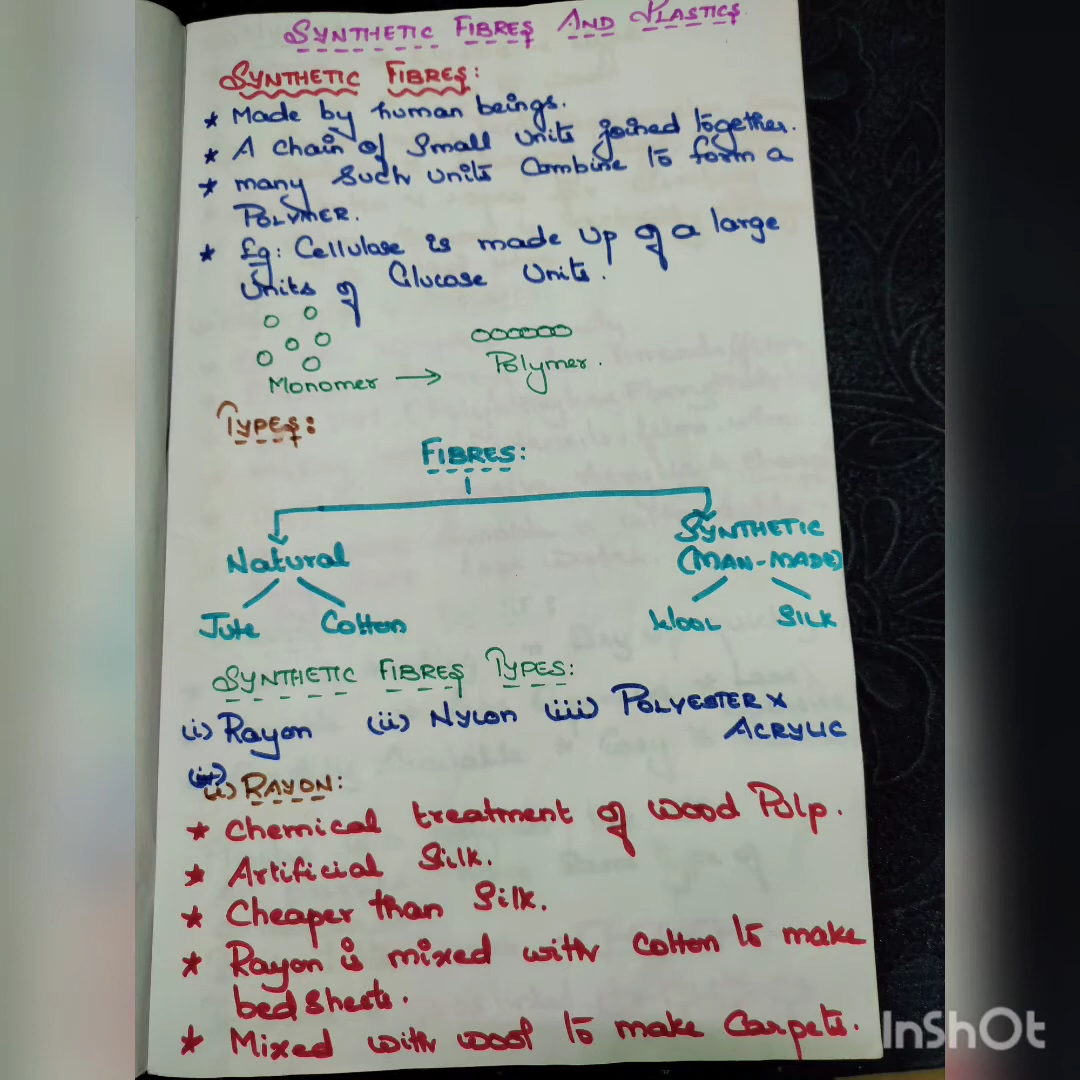 SYNTHETIC FIBRES AND PLASTICS
SYNTHETIC FIBRES:
* Made by human beings.
* A chain of Small Units joined together.
* many Such Units Combine to form a
POLYMER.
* Eg: Cellulase is made up of a large
Units of Glucose Units.
Monomer → Polymer.
TYPES:
FIBRES:
Natural SYNTHETIC
(MAN-MADE)
Jute Cotton WOOL SILK
SYNTHETIC FIBRES TYPES:
(i) Rayon (ii) NYLON (iii) POLYESTER X
ACRYLIC
(i) RAYON:
* Chemical treatment of wood Pulp.
* Artificial Silk.
* Cheaper than Silk.
* Rayon is mixed with Cotton to make
bed Sheets.
* Mixed with wool to make Carpets.
InShOt